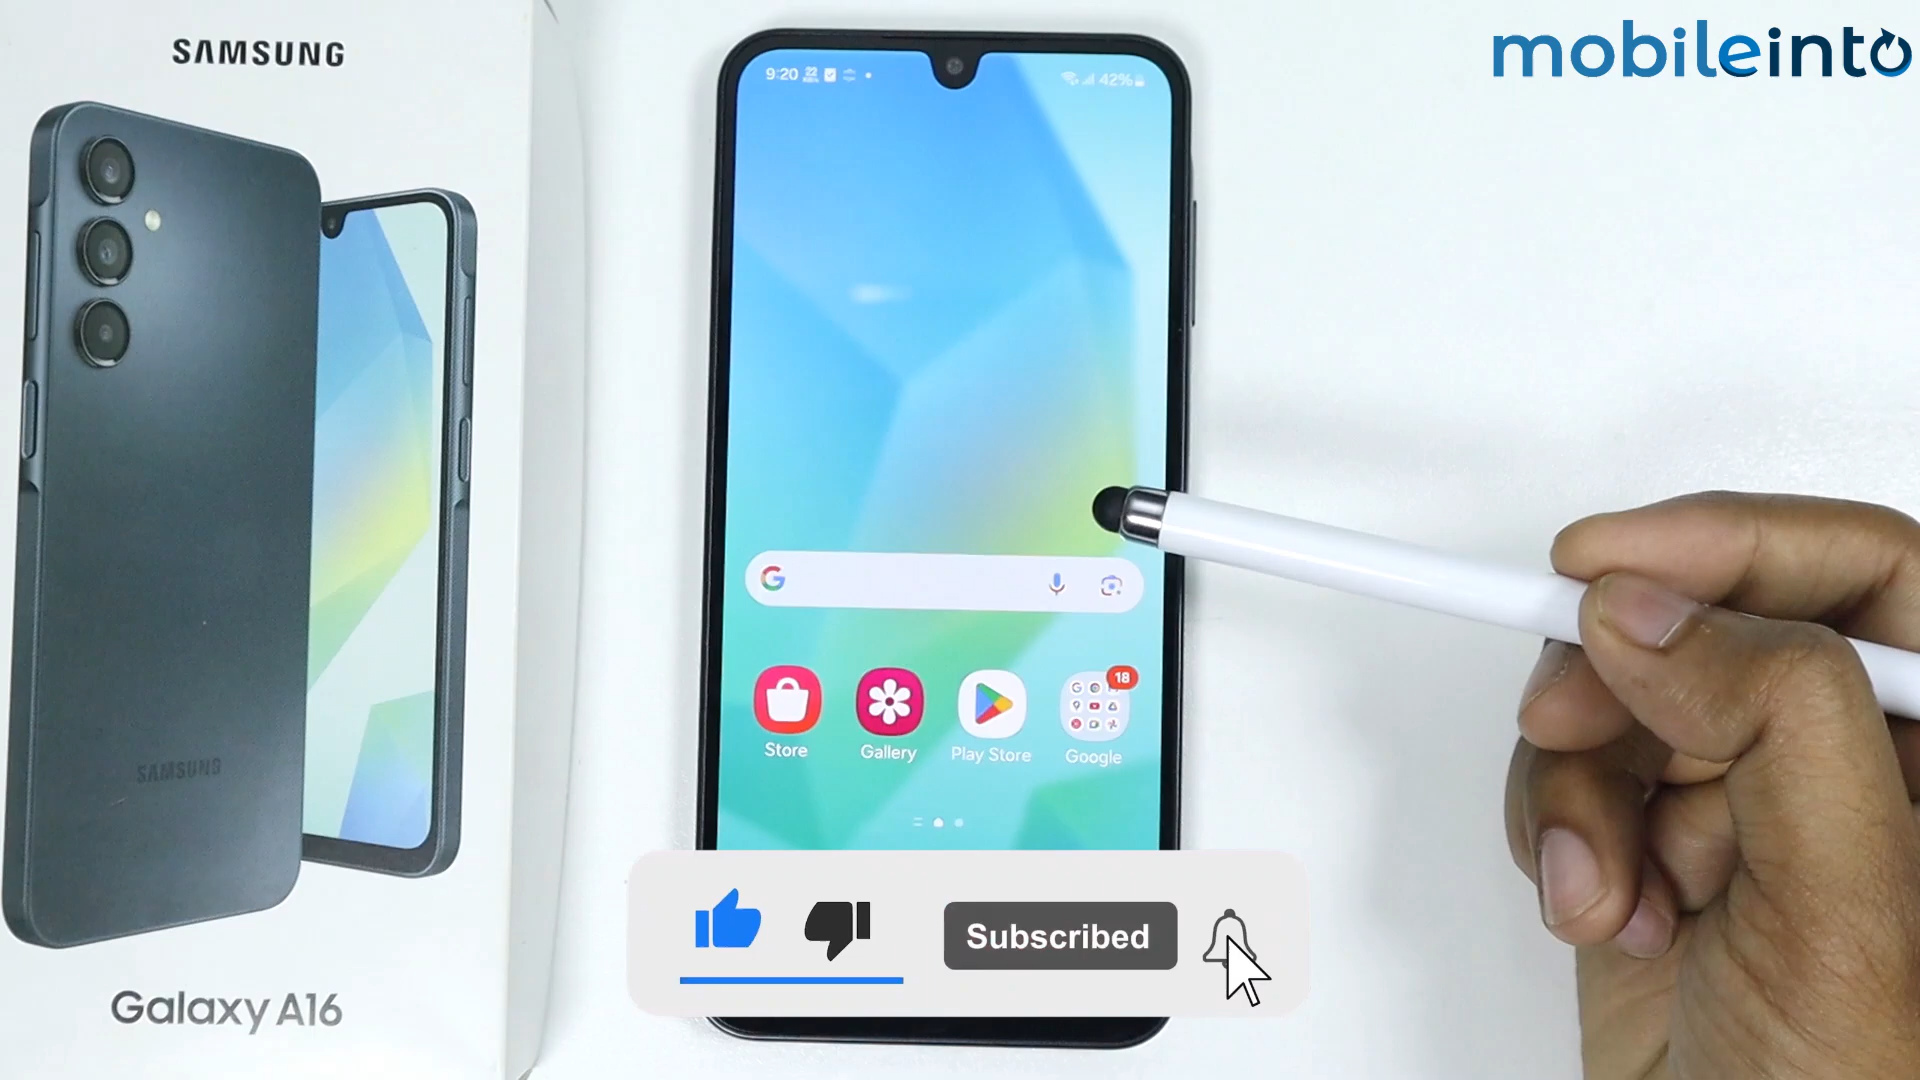 SAMSUNG
mobileinto
9:20
42%
SAMSUNG
Galaxy A16
G
18
Store
Gallery
Play Store
Google
Subscribed